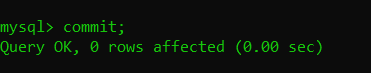 mysql> commit;
Query OK, 0 rows affected (0.00 sec)